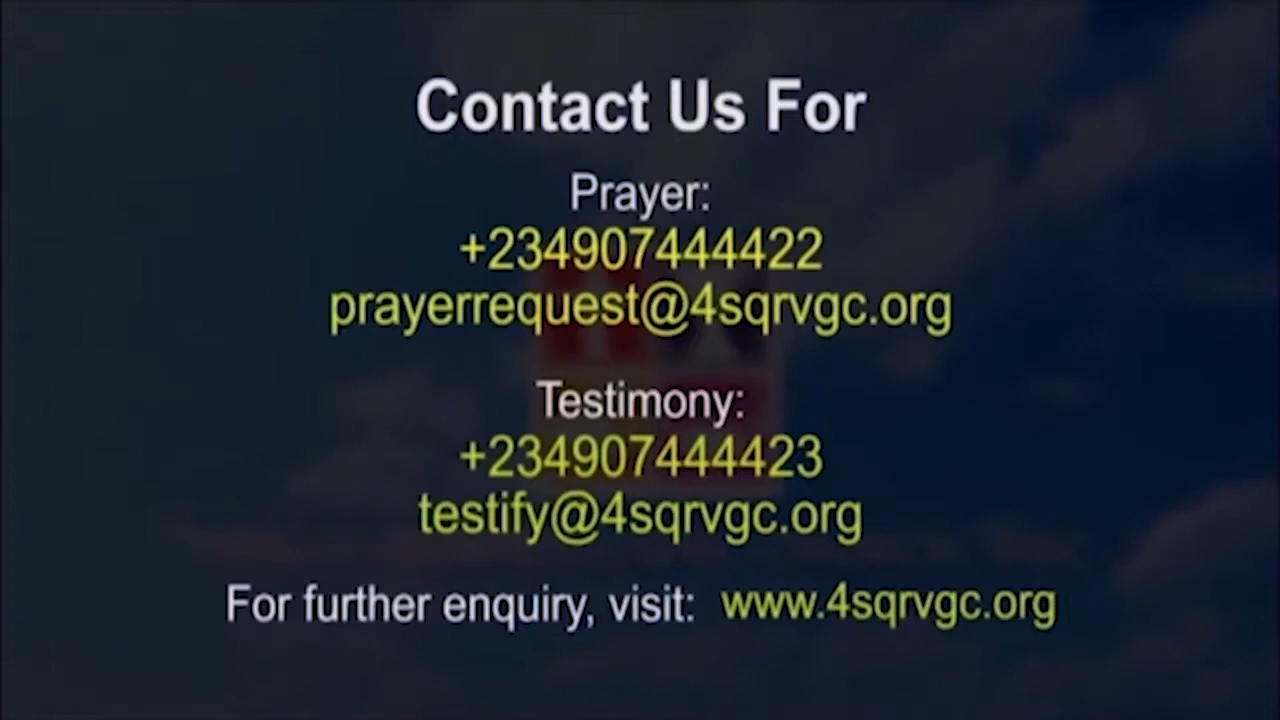 Contact Us For
Prayer:
+234907444422
prayerrequest@4sqrvgc.org
Testimony:
+234907444423
testify@4sqrvgc.org
For further enquiry, visit: www.4sqrvgc.org